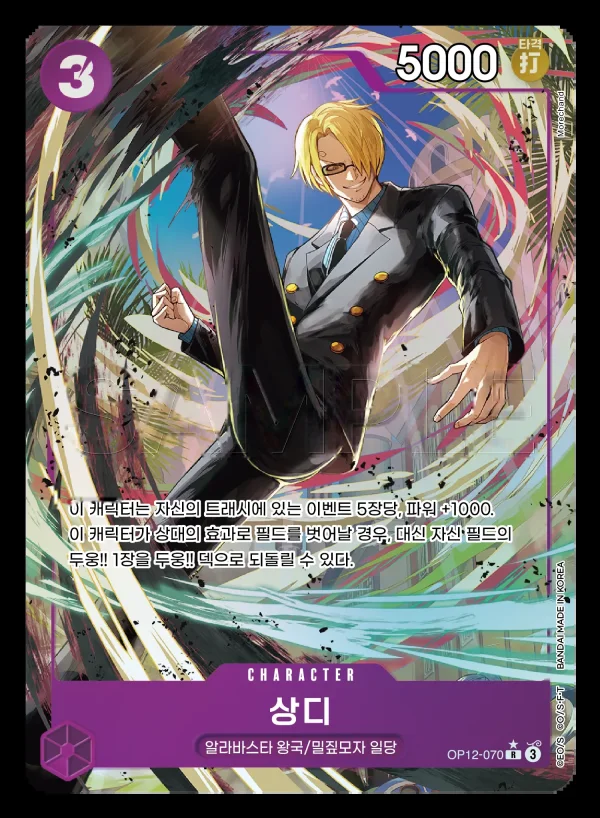 3
5000
타격
打
Morechand
SAMPLE
이 캐릭터는 자신의 트래시에 있는 이벤트 5장당, 파워 +1000.
이 캐릭터가 상대의 효과로 필드를 벗어날 경우, 대신 자신 필드의
두웅!! 1장을 두웅!! 덱으로 되돌릴 수 있다.
CHARACTER
상디
알라바스타 왕국/밀짚모자 일당
OP12-070 R 3
©EO/S ©O/S·F·T BANDAI MADE IN KOREA